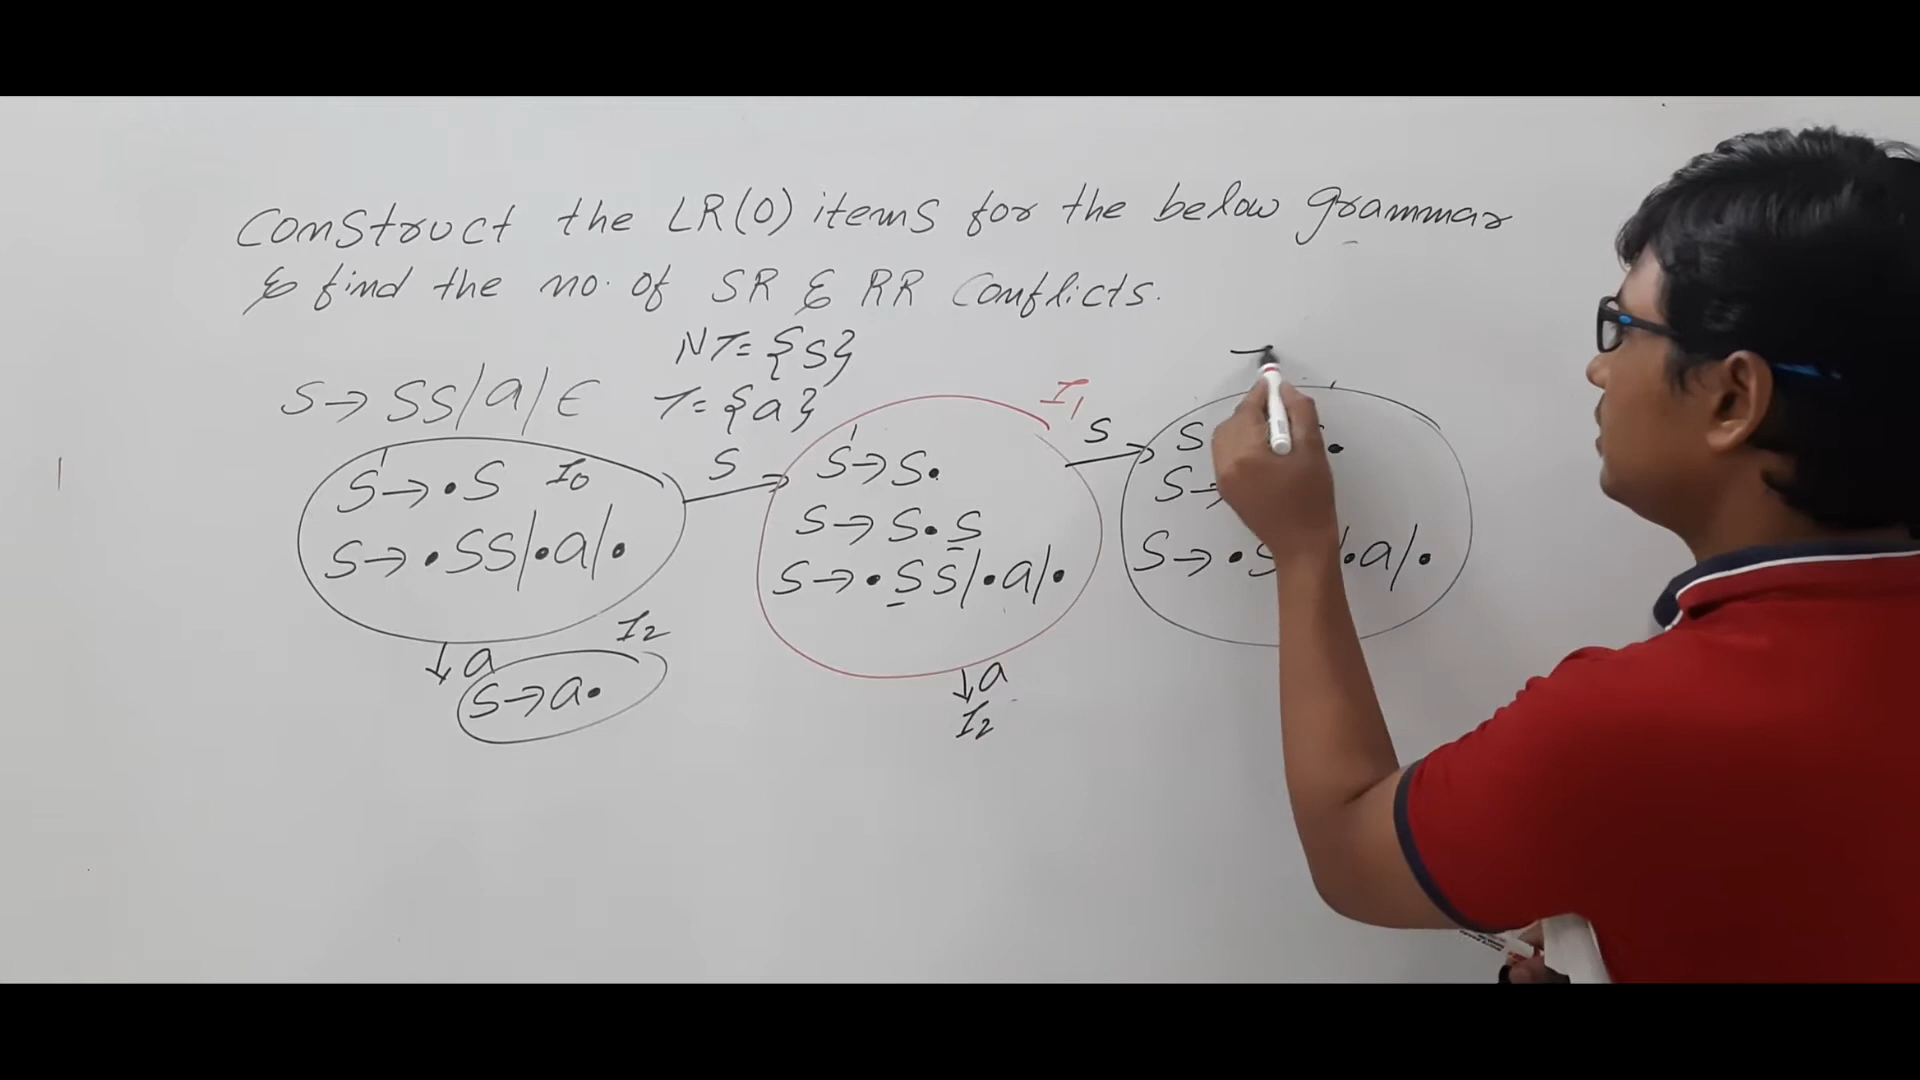 Construct the LR(0) items for the below grammar
& find the no. of SR & RR Conflicts.
NT= {S}
S→ SS/a/ϵ T= {a}
S'→•S I0
S→•SS/•a/•
a
I2
S→a•
S
I1
S'→S•
S→S•S
S→•SS/•a/•
a
I2
S
S
S→
S→•S •a/•